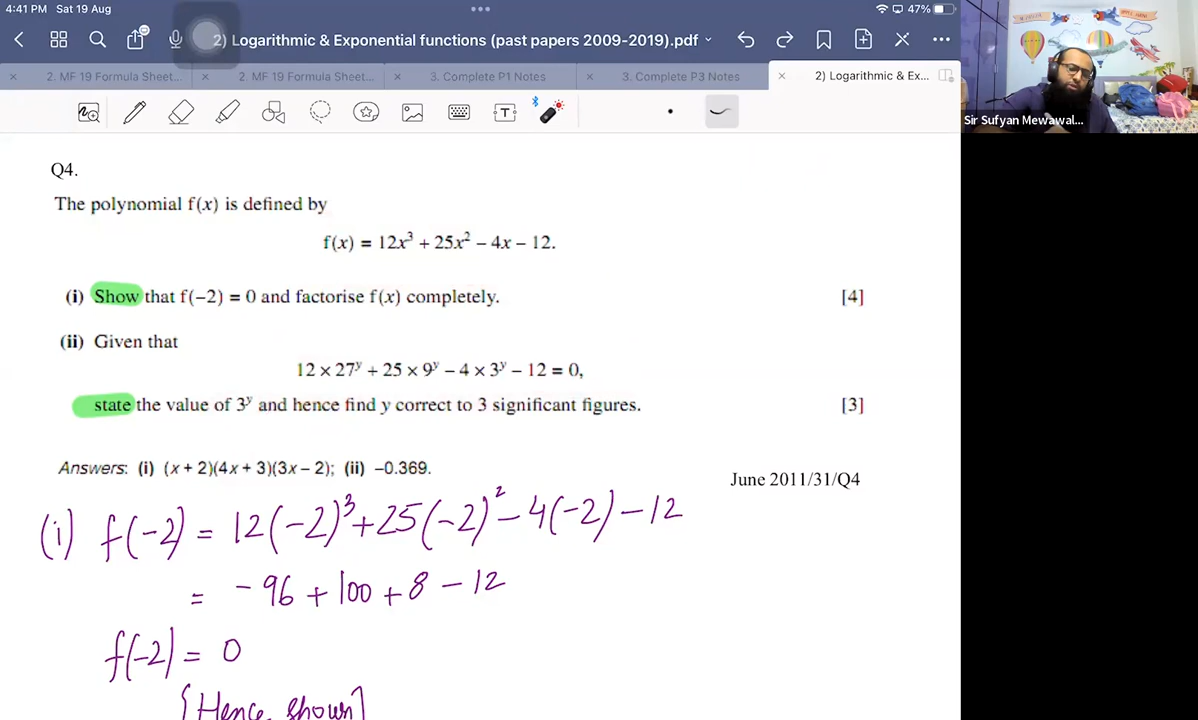 4:41 PM Sat 19 Aug
47%
2) Logarithmic & Exponential functions (past papers 2009-2019).pdf
2. MF 19 Formula Sheet...
2. MF 19 Formula Sheet...
3. Complete P1 Notes
3. Complete P3 Notes
2) Logarithmic & Ex...
Sir Sufyan Mewawal...
Q4.
The polynomial f(x) is defined by
f(x) = 12x³ + 25x² − 4x − 12.
(i) Show that f(−2) = 0 and factorise f(x) completely. [4]
(ii) Given that
12 × 27ʸ + 25 × 9ʸ − 4 × 3ʸ − 12 = 0,
state the value of 3ʸ and hence find y correct to 3 significant figures. [3]
Answers: (i) (x + 2)(4x + 3)(3x − 2); (ii) −0.369.
June 2011/31/Q4
(i) f(−2) = 12(−2)³+25(−2)²−4(−2)−12
= −96 + 100 + 8 − 12
f(−2) = 0
[Hence shown]